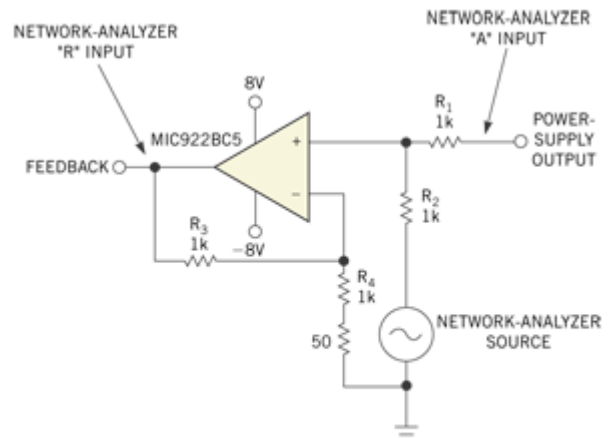 NETWORK-ANALYZER
"R" INPUT
NETWORK-ANALYZER
"A" INPUT
8V
MIC922BC5
R1
1k
POWER-
SUPPLY
OUTPUT
FEEDBACK
+
−
R2
1k
R3
1k
−8V
R4
1k
50
NETWORK-ANALYZER
SOURCE